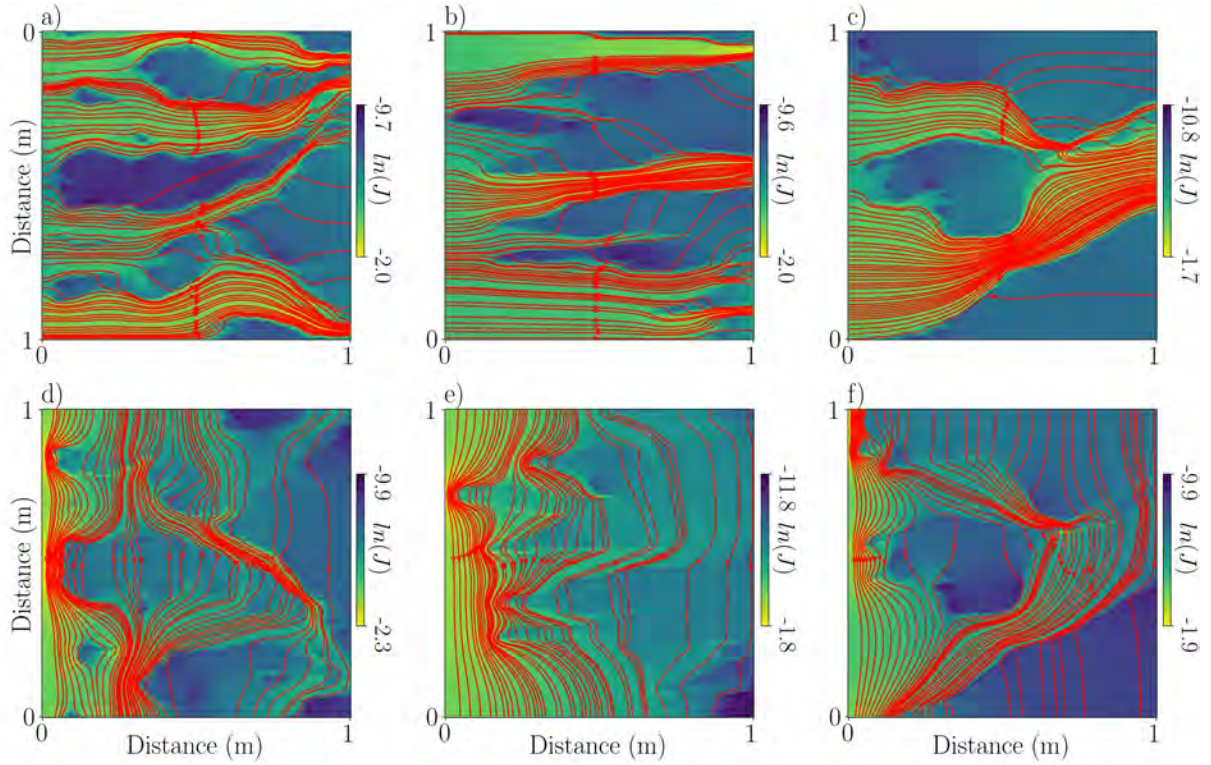 a)
b)
c)
0
1
1
Distance (m)
-9.7
ln(J)
-2.0
-9.6
ln(J)
-2.0
-10.8
ln(J)
-1.7
1
0
0
0
1
0
1
0
1
d)
e)
f)
1
1
1
Distance (m)
-9.9
ln(J)
-2.3
-11.8
ln(J)
-1.8
-9.9
ln(J)
-1.9
0
0
0
0
1
0
1
0
1
Distance (m)
Distance (m)
Distance (m)